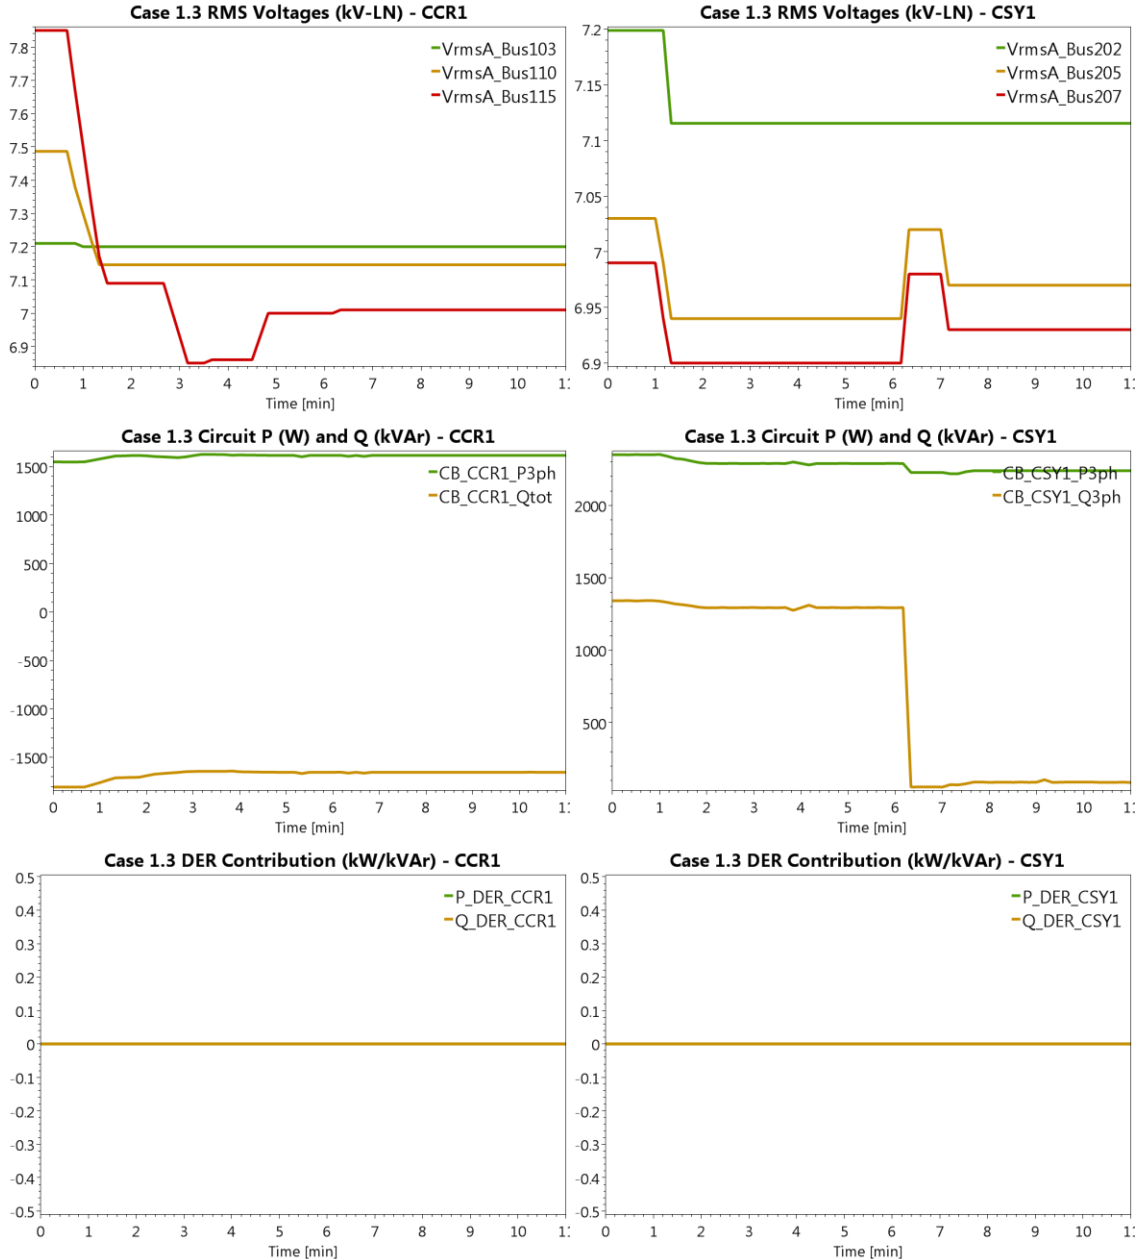 Case 1.3 RMS Voltages (kV-LN) - CCR1
7.8
7.7
7.6
7.5
7.4
7.3
7.2
7.1
7
6.9
VrmsA_Bus103
VrmsA_Bus110
VrmsA_Bus115
0 1 2 3 4 5 6 7 8 9 10 11
Time [min]
Case 1.3 RMS Voltages (kV-LN) - CSY1
7.2
7.15
7.1
7.05
7
6.95
6.9
VrmsA_Bus202
VrmsA_Bus205
VrmsA_Bus207
0 1 2 3 4 5 6 7 8 9 10 11
Time [min]
Case 1.3 Circuit P (W) and Q (kVAr) - CCR1
1500
1000
500
0
-500
-1000
-1500
CB_CCR1_P3ph
CB_CCR1_Qtot
0 1 2 3 4 5 6 7 8 9 10 11
Time [min]
Case 1.3 Circuit P (W) and Q (kVAr) - CSY1
2000
1500
1000
500
CB_CSY1_P3ph
CB_CSY1_Q3ph
0 1 2 3 4 5 6 7 8 9 10 11
Time [min]
Case 1.3 DER Contribution (kW/kVAr) - CCR1
0.5
0.4
0.3
0.2
0.1
0
-0.1
-0.2
-0.3
-0.4
-0.5
P_DER_CCR1
Q_DER_CCR1
0 1 2 3 4 5 6 7 8 9 10 11
Time [min]
Case 1.3 DER Contribution (kW/kVAr) - CSY1
0.5
0.4
0.3
0.2
0.1
0
-0.1
-0.2
-0.3
-0.4
-0.5
P_DER_CSY1
Q_DER_CSY1
0 1 2 3 4 5 6 7 8 9 10 11
Time [min]